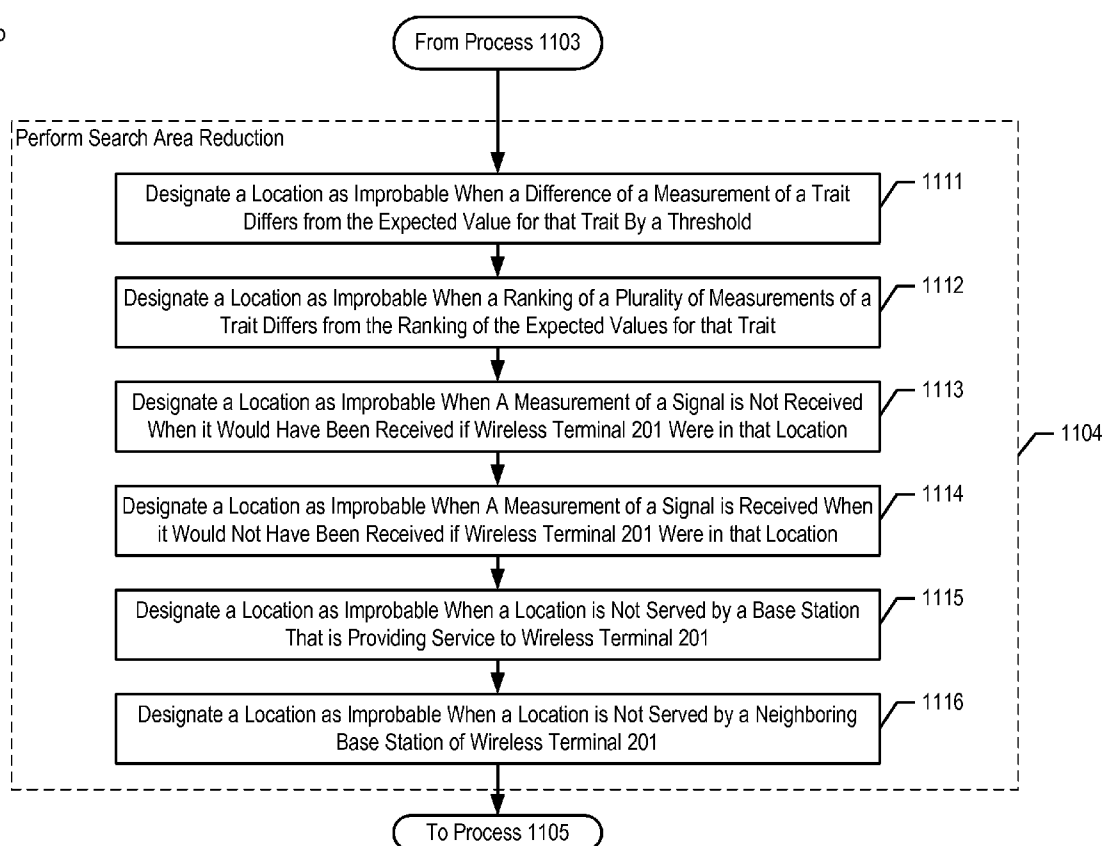 From Process 1103
Perform Search Area Reduction
Designate a Location as Improbable When a Difference of a Measurement of a Trait
Differs from the Expected Value for that Trait By a Threshold
1111
Designate a Location as Improbable When a Ranking of a Plurality of Measurements of a
Trait Differs from the Ranking of the Expected Values for that Trait
1112
Designate a Location as Improbable When A Measurement of a Signal is Not Received
When it Would Have Been Received if Wireless Terminal 201 Were in that Location
1113
1104
Designate a Location as Improbable When A Measurement of a Signal is Received When
it Would Not Have Been Received if Wireless Terminal 201 Were in that Location
1114
Designate a Location as Improbable When a Location is Not Served by a Base Station
That is Providing Service to Wireless Terminal 201
1115
Designate a Location as Improbable When a Location is Not Served by a Neighboring
Base Station of Wireless Terminal 201
1116
To Process 1105